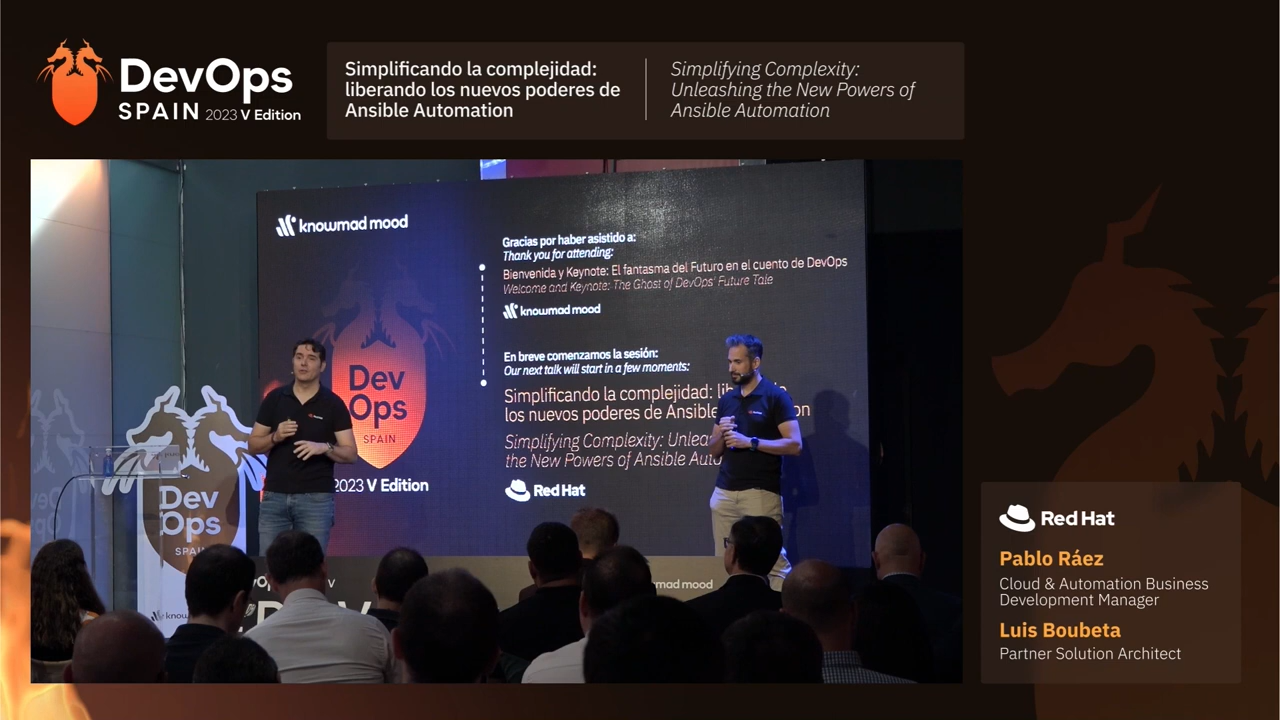 DevOps
SPAIN 2023 V Edition
Simplificando la complejidad:
liberando los nuevos poderes de
Ansible Automation
Simplifying Complexity:
Unleashing the New Powers of
Ansible Automation
knowmad mood
Gracias por haber asistido a:
Thank you for attending:
Bienvenida y Keynote: El fantasma del Futuro en el cuento de DevOps
Welcome and Keynote: The Ghost of DevOps' Future Tale
knowmad mood
En breve comenzamos la sesión:
Our next talk will start in a few moments:
Simplificando la complejidad:
los nuevos poderes de Ansible
Simplifying Complexity:
the New Powers of Ansible
Red Hat
Dev
Ops
SPAIN
2023 V Edition
Dev
Ops
mad mood
Red Hat
Pablo Ráez
Cloud & Automation Business
Development Manager
Luis Boubeta
Partner Solution Architect